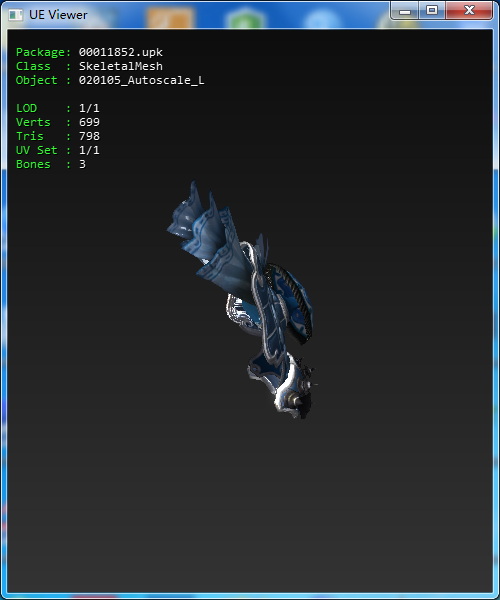 UE Viewer
Package: 00011852.upk
Class : SkeletalMesh
Object : 020105_Autoscale_L
LOD : 1/1
Verts : 699
Tris : 798
UV Set : 1/1
Bones : 3